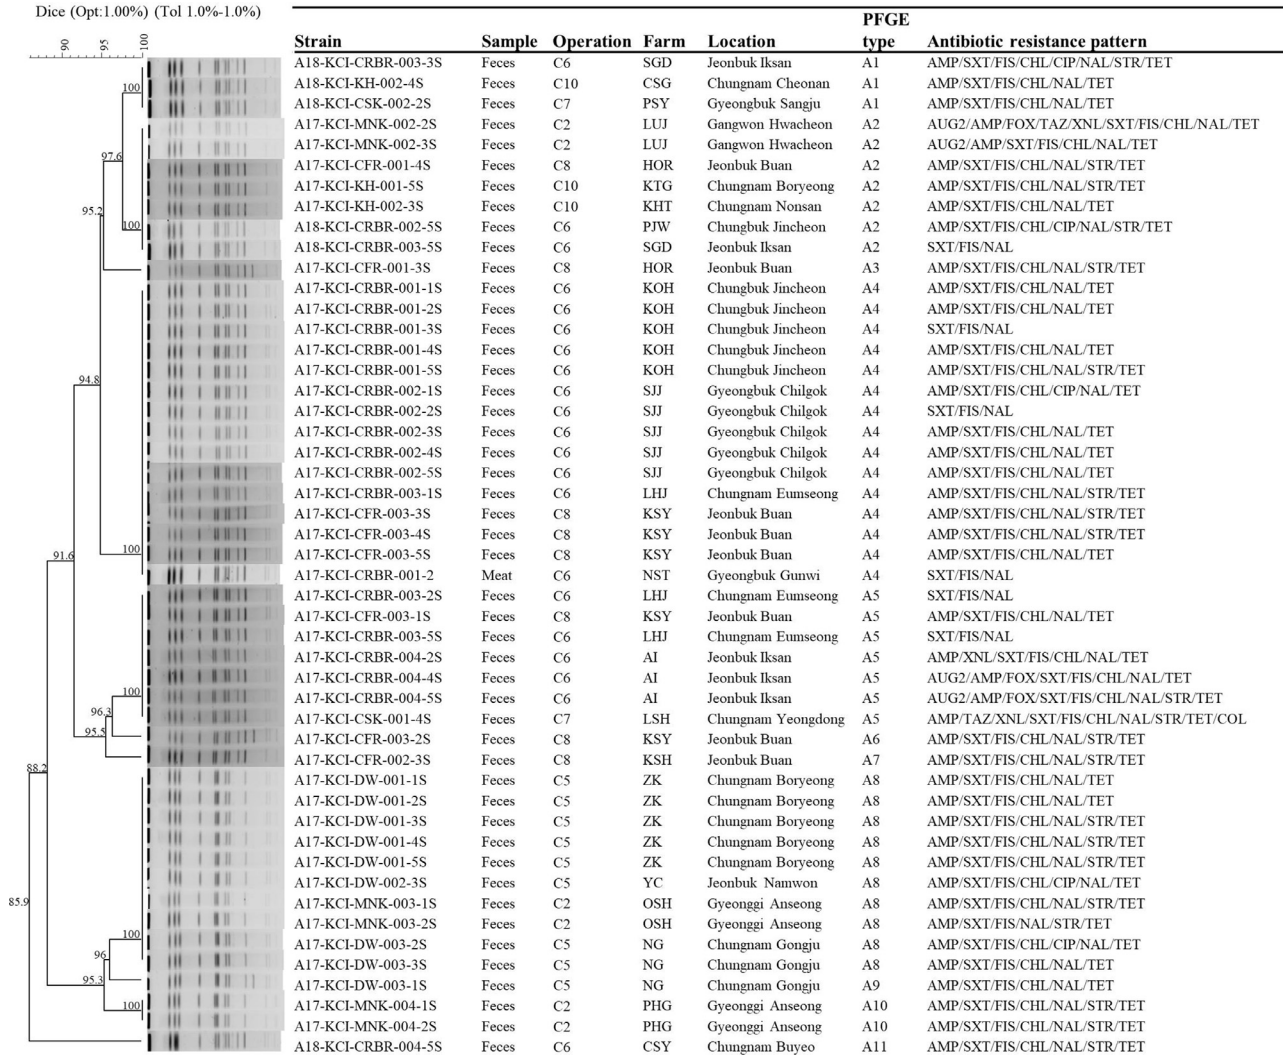 Dice (Opt:1.00%) (Tol 1.0%-1.0%)
90 95 100
PFGE
Strain Sample Operation Farm Location type Antibiotic resistance pattern
A18-KCI-CRBR-003-3S Feces C6 SGD Jeonbuk Iksan A1 AMP/SXT/FIS/CHL/CIP/NAL/STR/TET
100 A18-KCI-KH-002-4S Feces C10 CSG Chungnam Cheonan A1 AMP/SXT/FIS/CHL/NAL/TET
A18-KCI-CSK-002-2S Feces C7 PSY Gyeongbuk Sangju A1 AMP/SXT/FIS/CHL/NAL/TET
A17-KCI-MNK-002-2S Feces C2 LUJ Gangwon Hwacheon A2 AUG2/AMP/FOX/TAZ/XNL/SXT/FIS/CHL/NAL/TET
A17-KCI-MNK-002-3S Feces C2 LUJ Gangwon Hwacheon A2 AUG2/AMP/SXT/FIS/CHL/NAL/TET
97.6 A17-KCI-CFR-001-4S Feces C8 HOR Jeonbuk Buan A2 AMP/SXT/FIS/CHL/NAL/STR/TET
A17-KCI-KH-001-5S Feces C10 KTG Chungnam Boryeong A2 AMP/SXT/FIS/CHL/NAL/STR/TET
95.2 A17-KCI-KH-002-3S Feces C10 KHT Chungnam Nonsan A2 AMP/SXT/FIS/CHL/NAL/TET
100 A18-KCI-CRBR-002-5S Feces C6 PJW Chungbuk Jincheon A2 AMP/SXT/FIS/CHL/CIP/NAL/STR/TET
A18-KCI-CRBR-003-5S Feces C6 SGD Jeonbuk Iksan A2 SXT/FIS/NAL
A17-KCI-CFR-001-3S Feces C8 HOR Jeonbuk Buan A3 AMP/SXT/FIS/CHL/NAL/STR/TET
A17-KCI-CRBR-001-1S Feces C6 KOH Chungbuk Jincheon A4 AMP/SXT/FIS/CHL/NAL/TET
A17-KCI-CRBR-001-2S Feces C6 KOH Chungbuk Jincheon A4 AMP/SXT/FIS/CHL/NAL/STR/TET
A17-KCI-CRBR-001-3S Feces C6 KOH Chungbuk Jincheon A4 SXT/FIS/NAL
A17-KCI-CRBR-001-4S Feces C6 KOH Chungbuk Jincheon A4 AMP/SXT/FIS/CHL/NAL/TET
94.8 A17-KCI-CRBR-001-5S Feces C6 KOH Chungbuk Jincheon A4 AMP/SXT/FIS/CHL/NAL/STR/TET
A17-KCI-CRBR-002-1S Feces C6 SJJ Gyeongbuk Chilgok A4 AMP/SXT/FIS/CHL/CIP/NAL/TET
A17-KCI-CRBR-002-2S Feces C6 SJJ Gyeongbuk Chilgok A4 SXT/FIS/NAL
A17-KCI-CRBR-002-3S Feces C6 SJJ Gyeongbuk Chilgok A4 AMP/SXT/FIS/CHL/NAL/TET
A17-KCI-CRBR-002-4S Feces C6 SJJ Gyeongbuk Chilgok A4 AMP/SXT/FIS/CHL/NAL/TET
A17-KCI-CRBR-002-5S Feces C6 SJJ Gyeongbuk Chilgok A4 AMP/SXT/FIS/CHL/NAL/TET
A17-KCI-CRBR-003-1S Feces C6 LHJ Chungnam Eumseong A4 AMP/SXT/FIS/CHL/NAL/STR/TET
A17-KCI-CFR-003-3S Feces C8 KSY Jeonbuk Buan A4 AMP/SXT/FIS/CHL/NAL/STR/TET
A17-KCI-CFR-003-4S Feces C8 KSY Jeonbuk Buan A4 AMP/SXT/FIS/CHL/NAL/STR/TET
91.6 100 A17-KCI-CFR-003-5S Feces C8 KSY Jeonbuk Buan A4 AMP/SXT/FIS/CHL/NAL/TET
A17-KCI-CRBR-001-2 Meat C6 NST Gyeongbuk Gunwi A4 SXT/FIS/NAL
A17-KCI-CRBR-003-2S Feces C6 LHJ Chungnam Eumseong A5 SXT/FIS/NAL
A17-KCI-CFR-003-1S Feces C8 KSY Jeonbuk Buan A5 AMP/SXT/FIS/CHL/NAL/TET
A17-KCI-CRBR-003-5S Feces C6 LHJ Chungnam Eumseong A5 SXT/FIS/NAL
A17-KCI-CRBR-004-2S Feces C6 AI Jeonbuk Iksan A5 AMP/XNL/SXT/FIS/CHL/NAL/TET
A17-KCI-CRBR-004-4S Feces C6 AI Jeonbuk Iksan A5 AUG2/AMP/FOX/SXT/FIS/CHL/NAL/TET
100 A17-KCI-CRBR-004-5S Feces C6 AI Jeonbuk Iksan A5 AUG2/AMP/FOX/SXT/FIS/CHL/NAL/STR/TET
96.3 A17-KCI-CSK-001-4S Feces C7 LSH Chungnam Yeongdong A5 AMP/TAZ/XNL/SXT/FIS/CHL/NAL/STR/TET/COL
95.5 A17-KCI-CFR-003-2S Feces C8 KSY Jeonbuk Buan A6 AMP/SXT/FIS/CHL/NAL/STR/TET
A17-KCI-CFR-002-3S Feces C8 KSH Jeonbuk Buan A7 AMP/SXT/FIS/CHL/NAL/STR/TET
88.2 A17-KCI-DW-001-1S Feces C5 ZK Chungnam Boryeong A8 AMP/SXT/FIS/CHL/NAL/TET
A17-KCI-DW-001-2S Feces C5 ZK Chungnam Boryeong A8 AMP/SXT/FIS/CHL/NAL/TET
A17-KCI-DW-001-3S Feces C5 ZK Chungnam Boryeong A8 AMP/SXT/FIS/CHL/NAL/STR/TET
A17-KCI-DW-001-4S Feces C5 ZK Chungnam Boryeong A8 AMP/SXT/FIS/CHL/NAL/STR/TET
A17-KCI-DW-001-5S Feces C5 ZK Chungnam Boryeong A8 AMP/SXT/FIS/CHL/NAL/STR/TET
A17-KCI-DW-002-3S Feces C5 YC Jeonbuk Namwon A8 AMP/SXT/FIS/CHL/CIP/NAL/TET
85.9 A17-KCI-MNK-003-1S Feces C2 OSH Gyeonggi Anseong A8 AMP/SXT/FIS/CHL/NAL/STR/TET
A17-KCI-MNK-003-2S Feces C2 OSH Gyeonggi Anseong A8 AMP/SXT/FIS/NAL/STR/TET
100 A17-KCI-DW-003-2S Feces C5 NG Chungnam Gongju A8 AMP/SXT/FIS/CHL/CIP/NAL/TET
96 A17-KCI-DW-003-3S Feces C5 NG Chungnam Gongju A8 AMP/SXT/FIS/CHL/NAL/TET
95.3 A17-KCI-DW-003-1S Feces C5 NG Chungnam Gongju A9 AMP/SXT/FIS/CHL/NAL/TET
100 A17-KCI-MNK-004-1S Feces C2 PHG Gyeonggi Anseong A10 AMP/SXT/FIS/CHL/NAL/STR/TET
A17-KCI-MNK-004-2S Feces C2 PHG Gyeonggi Anseong A10 AMP/SXT/FIS/CHL/NAL/STR/TET
A18-KCI-CRBR-004-5S Feces C6 CSY Chungnam Buyeo A11 AMP/SXT/FIS/CHL/NAL/STR/TET